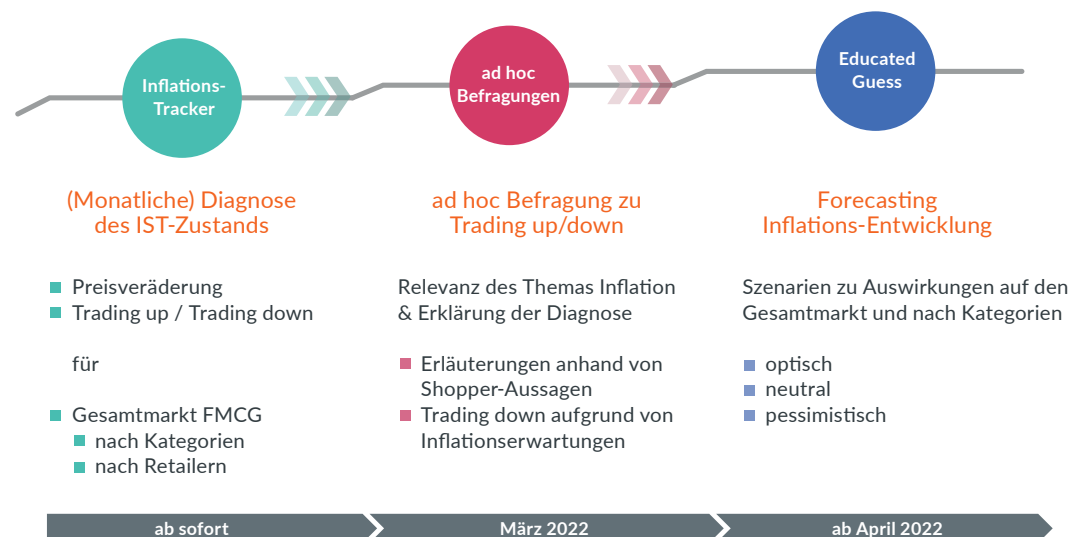 Inflations-
Tracker
ad hoc
Befragungen
Educated
Guess
(Monatliche) Diagnose
des IST-Zustands
Preisveräderung
Trading up / Trading down
für
Gesamtmarkt FMCG
nach Kategorien
nach Retailern
ab sofort
ad hoc Befragung zu
Trading up/down
Relevanz des Themas Inflation
& Erklärung der Diagnose
Erläuterungen anhand von
Shopper-Aussagen
Trading down aufgrund von
Inflationserwartungen
März 2022
Forecasting
Inflations-Entwicklung
Szenarien zu Auswirkungen auf den
Gesamtmarkt und nach Kategorien
optisch
neutral
pessimistisch
ab April 2022